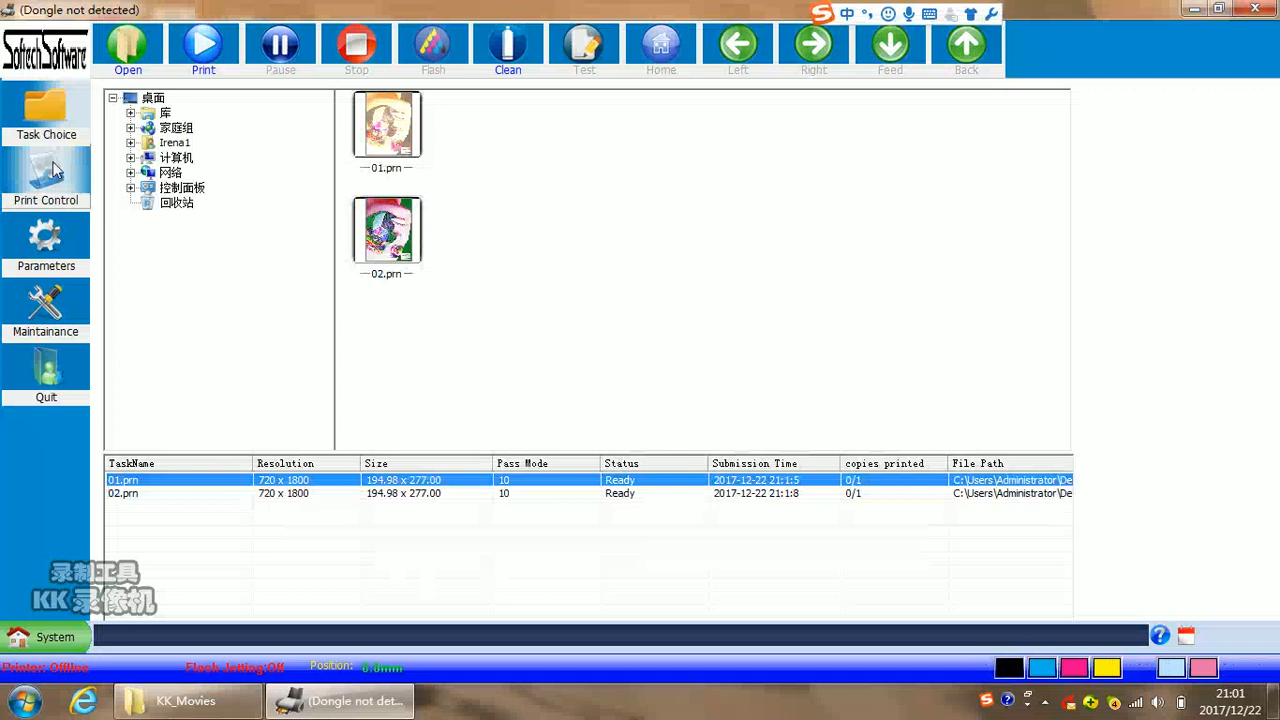 (Dongle not detected)
中
SoftechSoftware
Open
Print
Pause
Stop
Flash
Clean
Test
Home
Left
Right
Feed
Back
Task Choice
Print Control
Parameters
Maintainance
Quit
桌面
库
家庭组
Irena1
计算机
网络
控制面板
回收站
01.prn
02.prn
TaskName Resolution Size Pass Mode Status Submission Time copies printed File Path
01.prn 720 x 1800 194.98 x 277.00 10 Ready 2017-12-22 21:1:5 0/1 C:\Users\Administrator\De
02.prn 720 x 1800 194.98 x 277.00 10 Ready 2017-12-22 21:1:8 0/1 C:\Users\Administrator\De
录制工具
KK 录像机
System
Printer: Offline Flash Jetting:Off Position: 0.0mm
KK_Movies
(Dongle not det...
21:01
2017/12/22